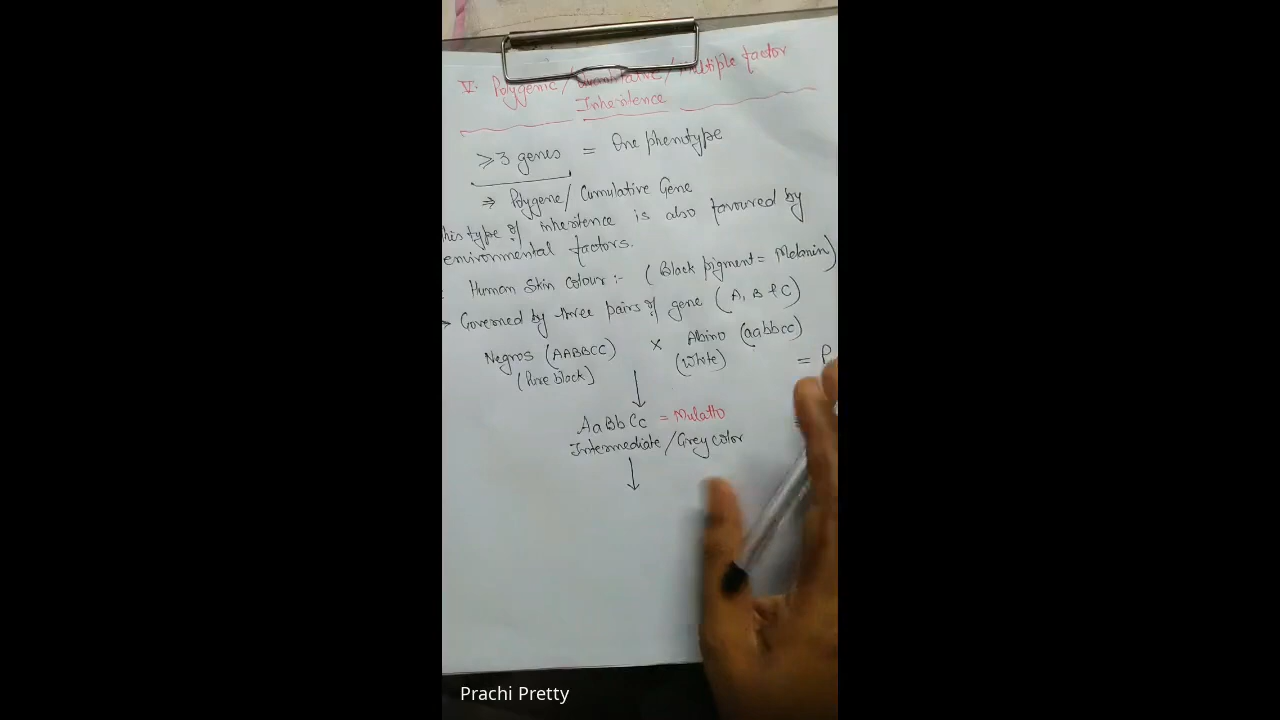 V. Polygenic / Quantitative / Multiple factor
Inheritence
≥3 genes = One phenotype
⇒ Polygene / Cumulative Gene
his type of inheritence is also favoured by
environmental factors.
Human Skin Colour :- (Black pigment = Melanin)
Governed by three pairs of gene (A, B & C)
Negros (AABBCC) × Albino (aabbcc)
(Pure black) (White) = P
↓
AaBbCc = Mulatto
Intermediate / Grey color
↓
Prachi Pretty